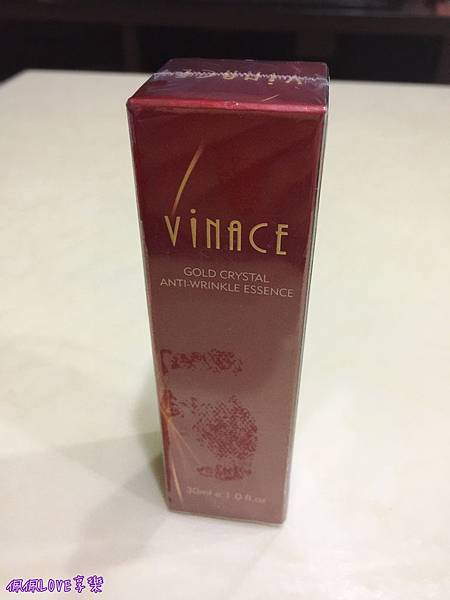 ViNACE
GOLD CRYSTAL
ANTI-WRINKLE ESSENCE
30ml e 1.0 fl.oz
佩佩LOVE享樂